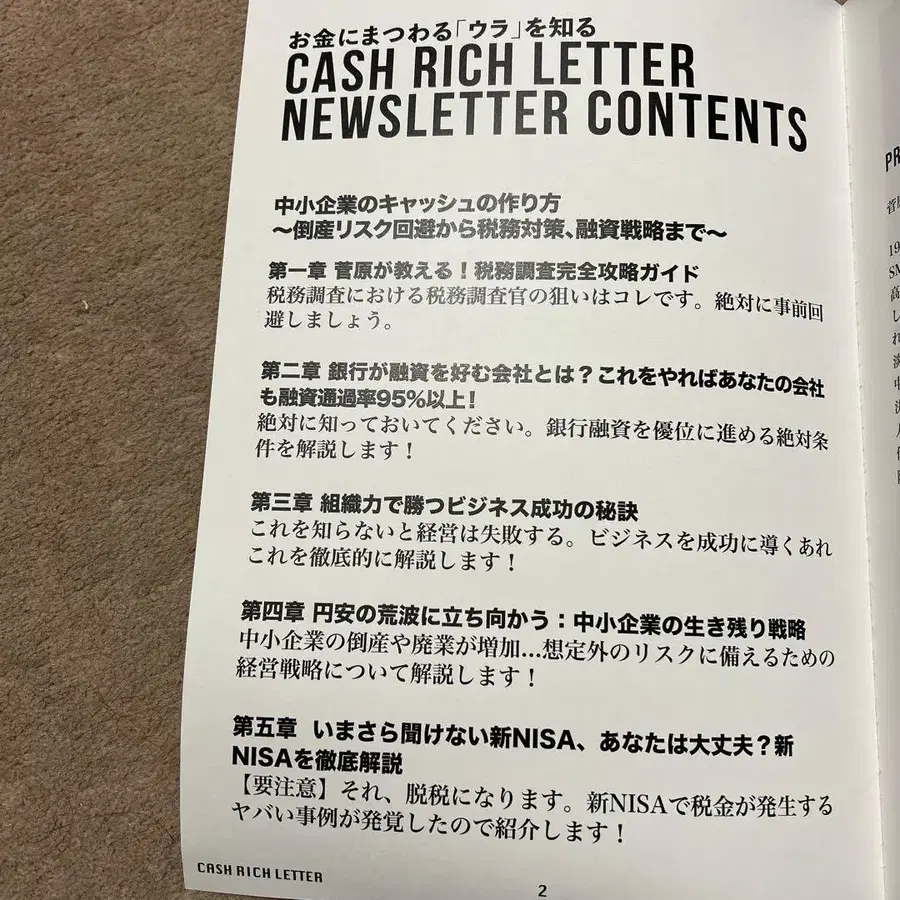 お金にまつわる「ウラ」を知る
CASH RICH LETTER
NEWSLETTER CONTENTS
中小企業のキャッシュの作り方
〜倒産リスク回避から税務対策、融資戦略まで〜
第一章 菅原が教える！税務調査完全攻略ガイド
税務調査における税務調査官の狙いはコレです。絶対に事前回
避しましょう。
第二章 銀行が融資を好む会社とは？これをやればあなたの会社
も融資通過率95%以上！
絶対に知っておいてください。銀行融資を優位に進める絶対条
件を解説します！
第三章 組織力で勝つビジネス成功の秘訣
これを知らないと経営は失敗する。ビジネスを成功に導くあれ
これを徹底的に解説します！
第四章 円安の荒波に立ち向かう：中小企業の生き残り戦略
中小企業の倒産や廃業が増加...想定外のリスクに備えるための
経営戦略について解説します！
第五章 いまさら聞けない新NISA、あなたは大丈夫？新
NISAを徹底解説
【要注意】それ、脱税になります。新NISAで税金が発生する
ヤバい事例が発覚したので紹介します！
CASH RICH LETTER
2
PR
19
SM
高
し